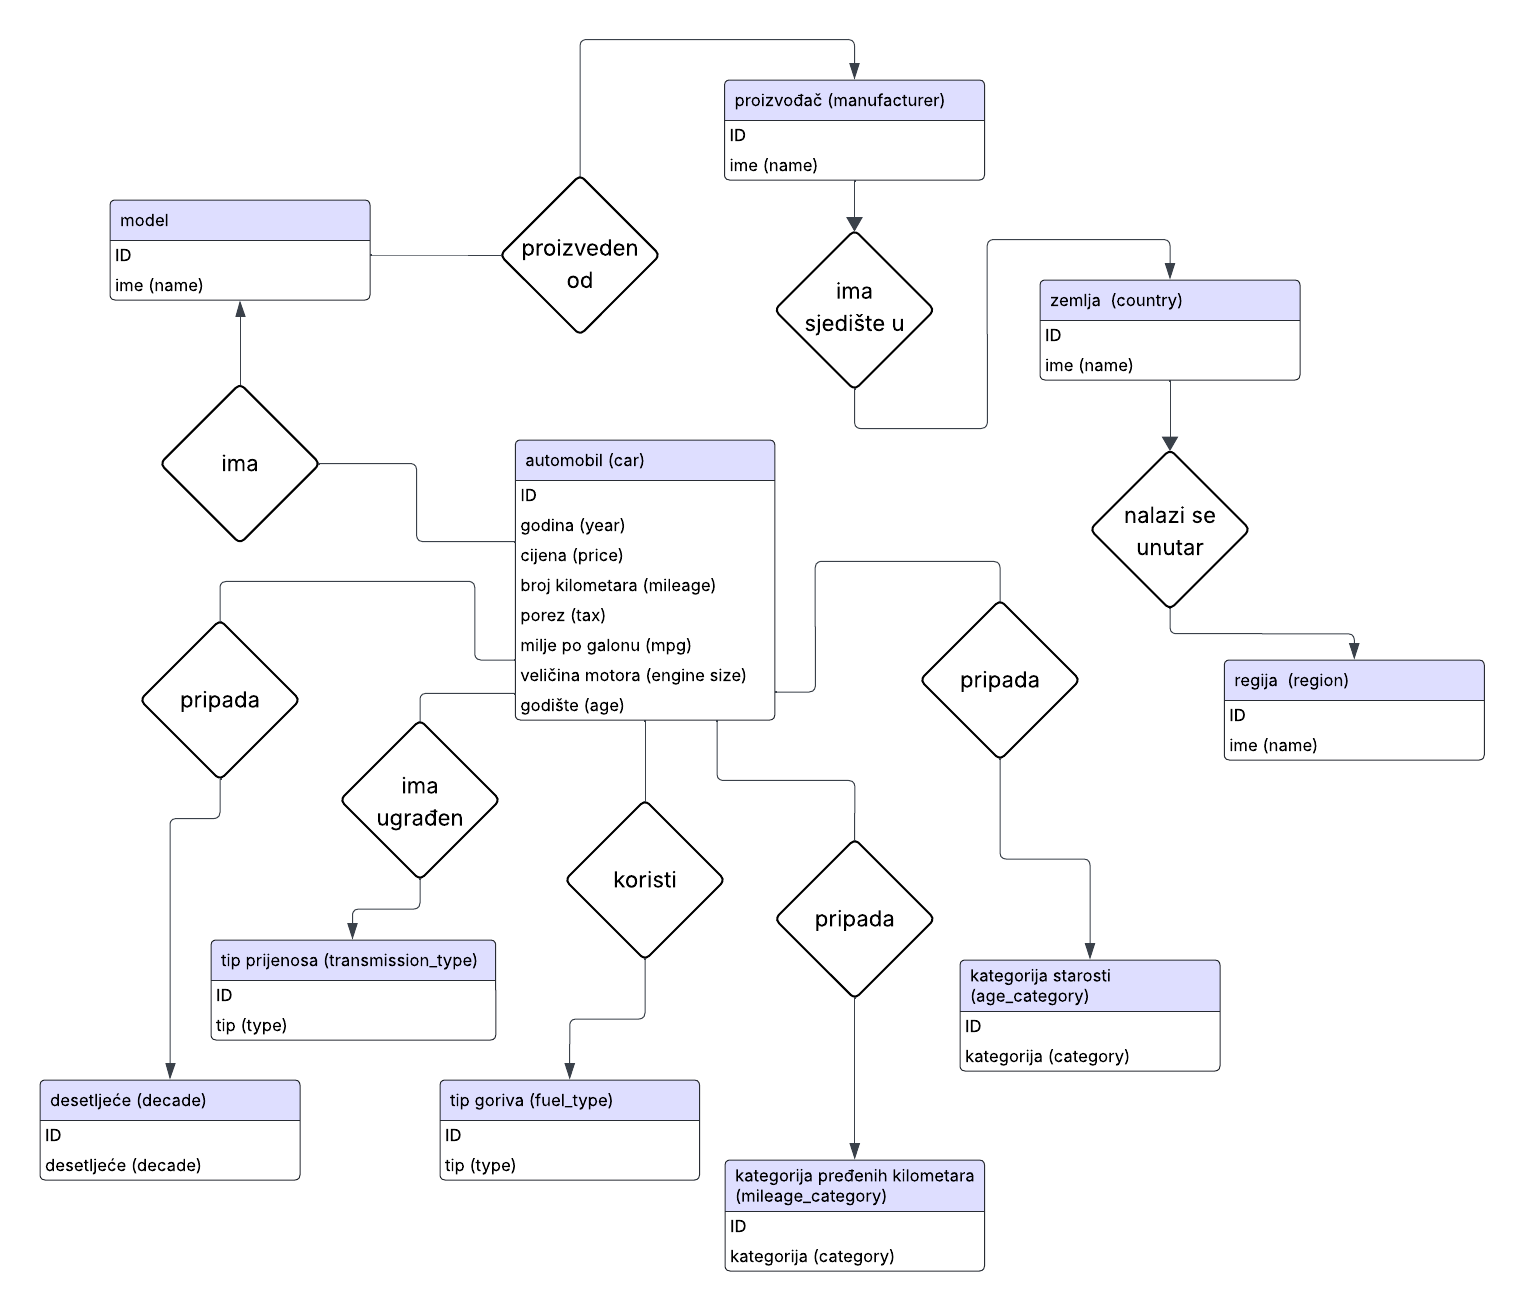 proizvođač (manufacturer)
ID
ime (name)
model
ID
ime (name)
proizveden
od
ima
sjedište u
zemlja  (country)
ID
ime (name)
ima
automobil (car)
ID
godina (year)
cijena (price)
broj kilometara (mileage)
porez (tax)
milje po galonu (mpg)
veličina motora (engine size)
godište (age)
nalazi se
unutar
pripada
pripada
regija  (region)
ID
ime (name)
ima
ugrađen
koristi
pripada
tip prijenosa (transmission_type)
ID
tip (type)
kategorija starosti
(age_category)
ID
kategorija (category)
desetljeće (decade)
ID
desetljeće (decade)
tip goriva (fuel_type)
ID
tip (type)
kategorija pređenih kilometara
(mileage_category)
ID
kategorija (category)